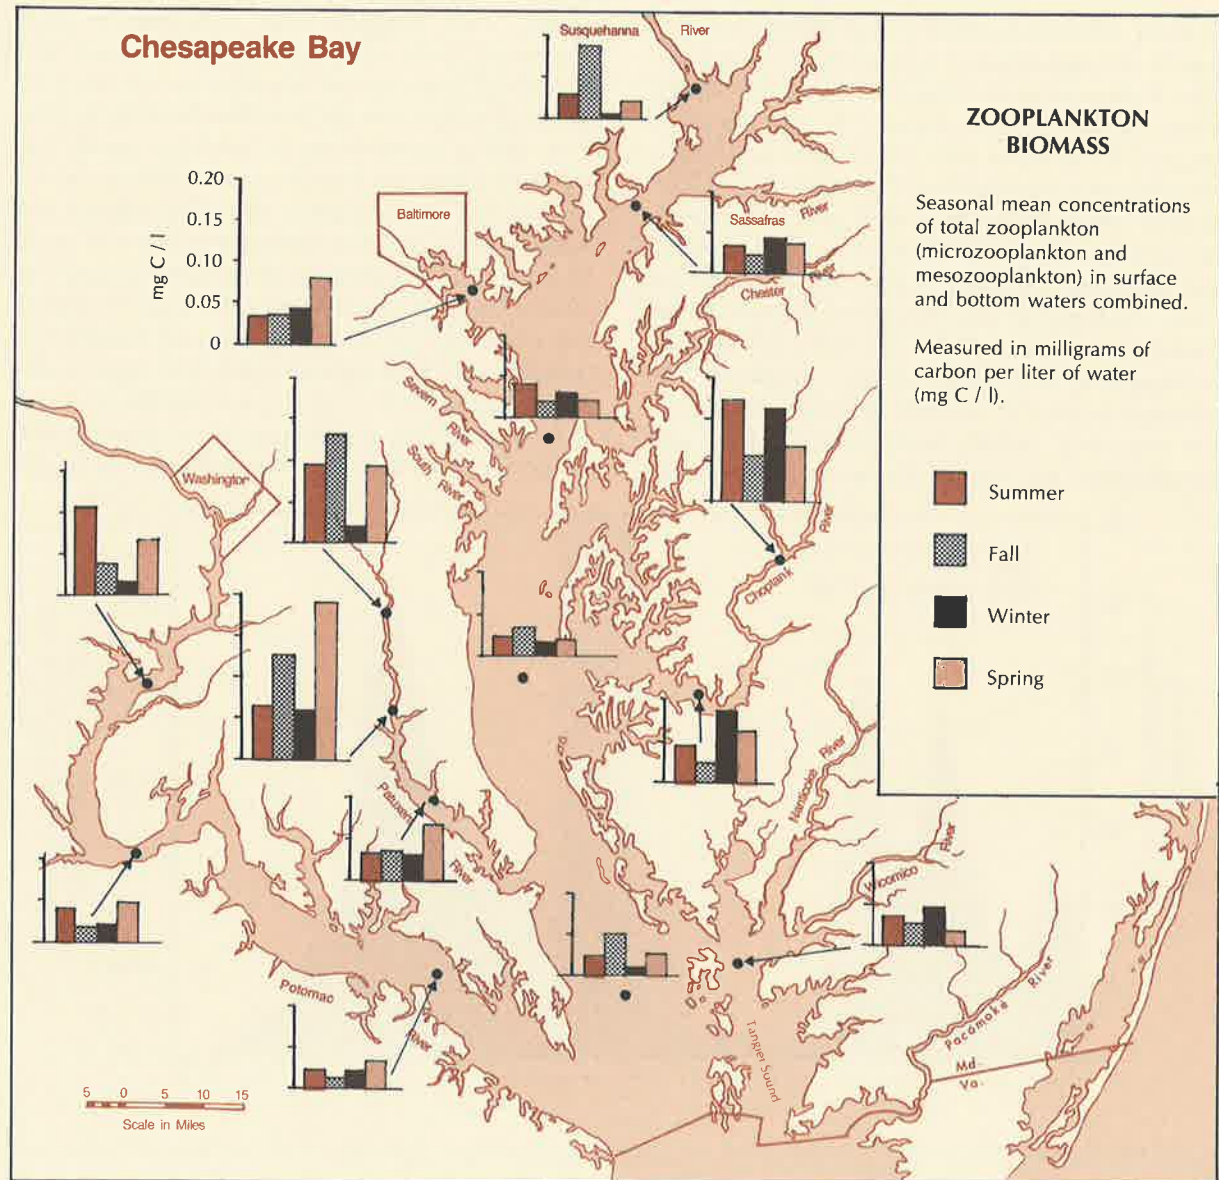 Chesapeake Bay
Susquehanna River
ZOOPLANKTON
BIOMASS
Seasonal mean concentrations
of total zooplankton
(microzooplankton and
mesozooplankton) in surface
and bottom waters combined.
Measured in milligrams of
carbon per liter of water
(mg C / l).
Summer
Fall
Winter
Spring
0.20
0.15
0.10
0.05
0
mg C / l
Baltimore
Sassafras River
Chester
Severn
River
South
River
Washington
River
Choptank
Nanticoke River
Patuxent
River
Wicomico
River
Potomac
River
Tangier Sound
Pocomoke River
Md.
Va.
5 0 5 10 15
Scale in Miles